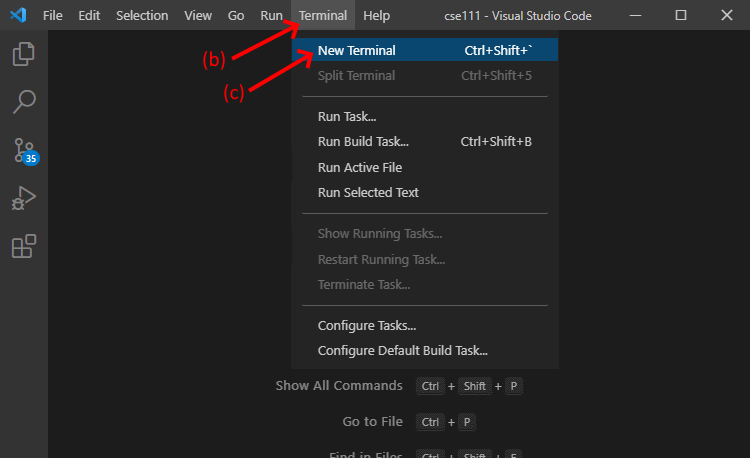 File Edit Selection View Go Run Terminal Help cse111 - Visual Studio Code
(b)
New Terminal Ctrl+Shift+`
(c)
Split Terminal Ctrl+Shift+5
Run Task...
Run Build Task... Ctrl+Shift+B
35
Run Active File
Run Selected Text
Show Running Tasks...
Restart Running Task...
Terminate Task...
Configure Tasks...
Configure Default Build Task...
Show All Commands Ctrl + Shift + P
Go to File Ctrl + P
Find in Files Ctrl + Shift + F